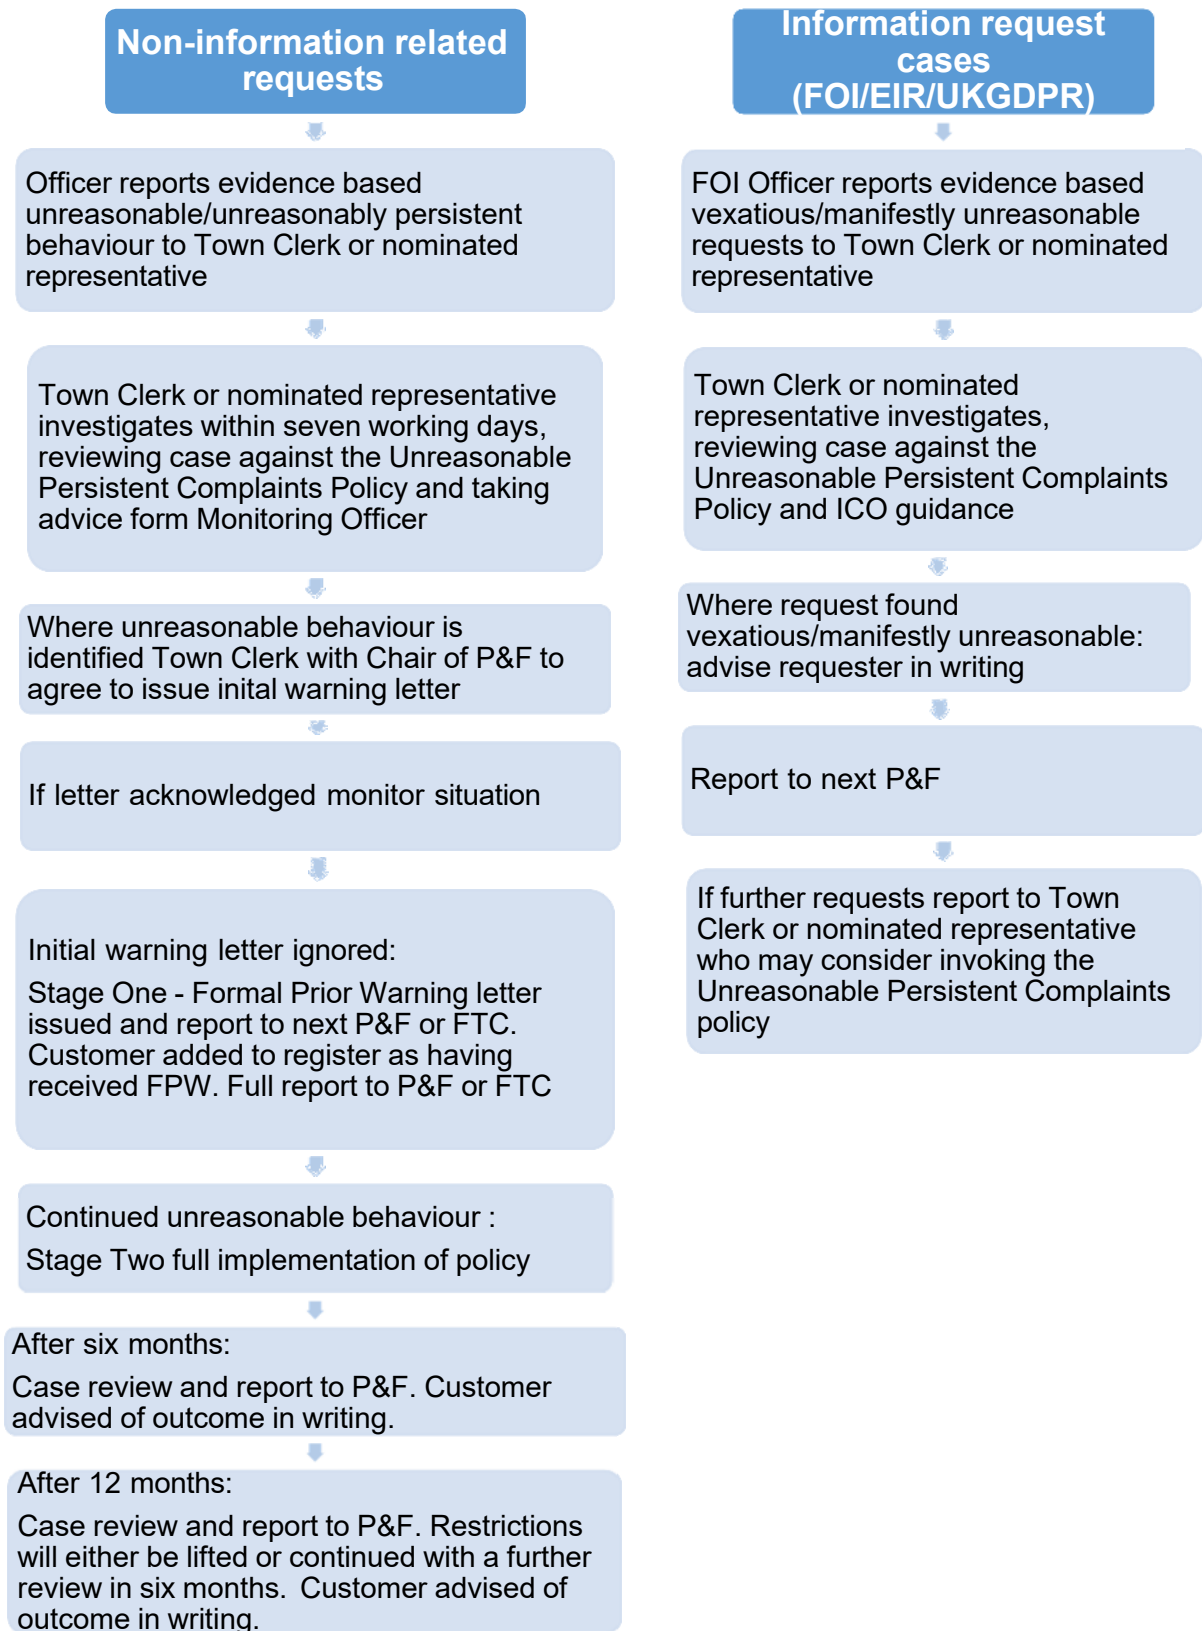 Non-information related
requests
Officer reports evidence based
unreasonable/unreasonably persistent
behaviour to Town Clerk or nominated
representative
Town Clerk or nominated representative
investigates within seven working days,
reviewing case against the Unreasonable
Persistent Complaints Policy and taking
advice form Monitoring Officer
Where unreasonable behaviour is
identified Town Clerk with Chair of P&F to
agree to issue inital warning letter
If letter acknowledged monitor situation
Initial warning letter ignored:
Stage One - Formal Prior Warning letter
issued and report to next P&F or FTC.
Customer added to register as having
received FPW. Full report to P&F or FTC
Continued unreasonable behaviour :
Stage Two full implementation of policy
After six months:
Case review and report to P&F. Customer
advised of outcome in writing.
After 12 months:
Case review and report to P&F. Restrictions
will either be lifted or continued with a further
review in six months. Customer advised of
outcome in writing.
Information request
cases
(FOI/EIR/UKGDPR)
FOI Officer reports evidence based
vexatious/manifestly unreasonable
requests to Town Clerk or nominated
representative
Town Clerk or nominated
representative investigates,
reviewing case against the
Unreasonable Persistent Complaints
Policy and ICO guidance
Where request found
vexatious/manifestly unreasonable:
advise requester in writing
Report to next P&F
If further requests report to Town
Clerk or nominated representative
who may consider invoking the
Unreasonable Persistent Complaints
policy